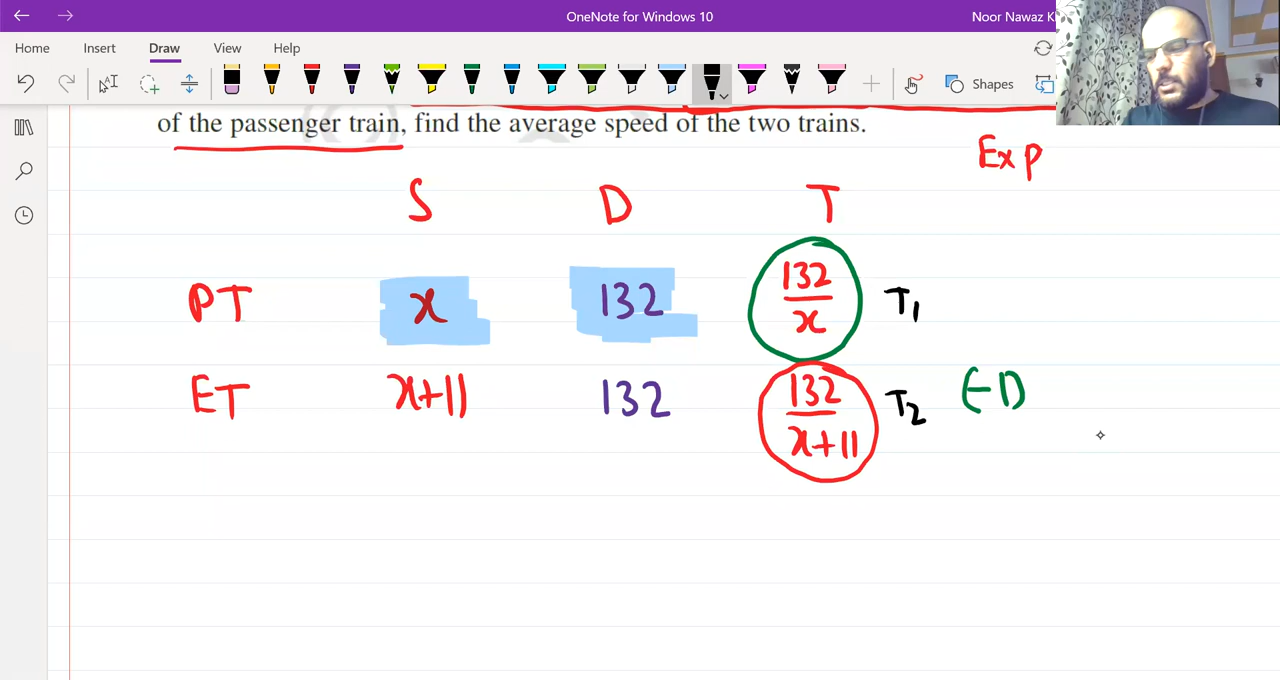 OneNote for Windows 10
Noor Nawaz K
Home Insert Draw View Help
Shapes
of the passenger train, find the average speed of the two trains.
Exp
S D T
PT x 132 132/x T1
ET x+11 132 132/x+11 T2 (-1)